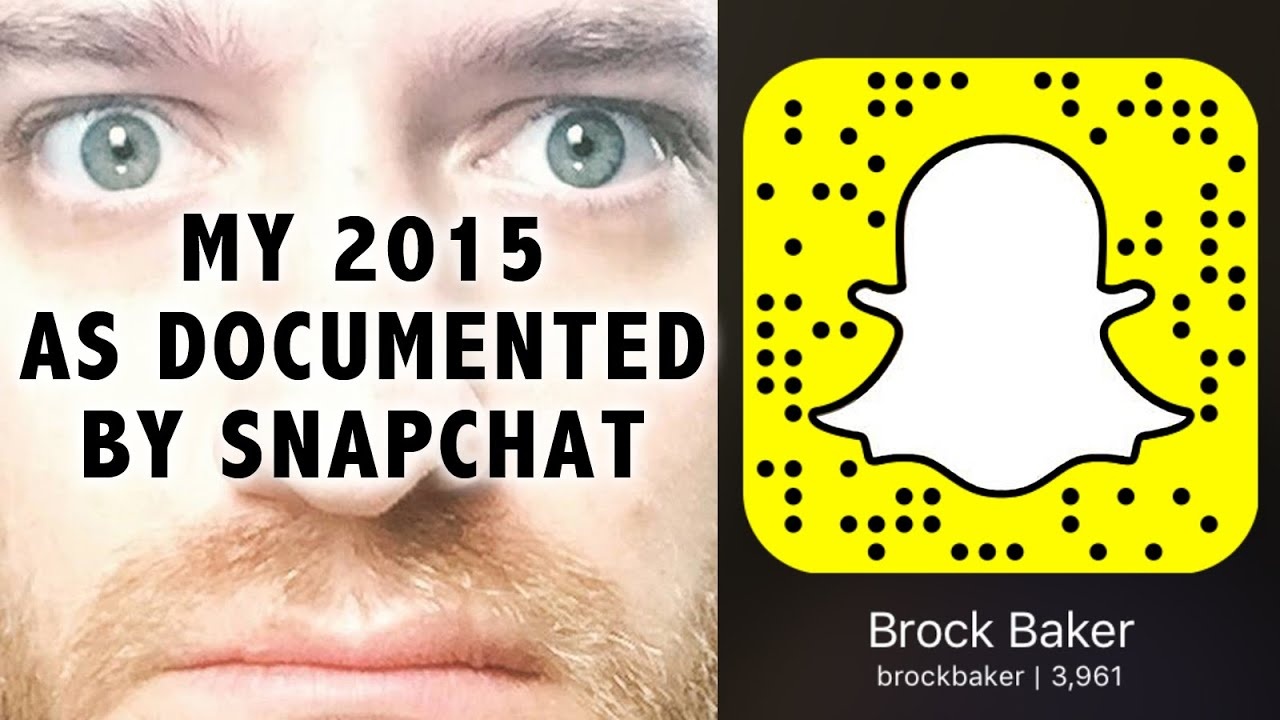 MY 2015
AS DOCUMENTED
BY SNAPCHAT
Brock Baker
brockbaker | 3,961